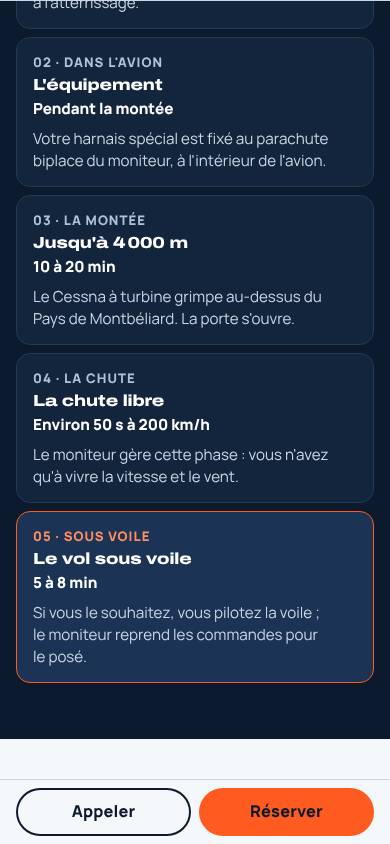 à l'atterrissage.
02 · DANS L'AVION
L'équipement
Pendant la montée
Votre harnais spécial est fixé au parachute
biplace du moniteur, à l'intérieur de l'avion.
03 · LA MONTÉE
Jusqu'à 4 000 m
10 à 20 min
Le Cessna à turbine grimpe au-dessus du
Pays de Montbéliard. La porte s'ouvre.
04 · LA CHUTE
La chute libre
Environ 50 s à 200 km/h
Le moniteur gère cette phase : vous n'avez
qu'à vivre la vitesse et le vent.
05 · SOUS VOILE
Le vol sous voile
5 à 8 min
Si vous le souhaitez, vous pilotez la voile ;
le moniteur reprend les commandes pour
le posé.
Appeler
Réserver